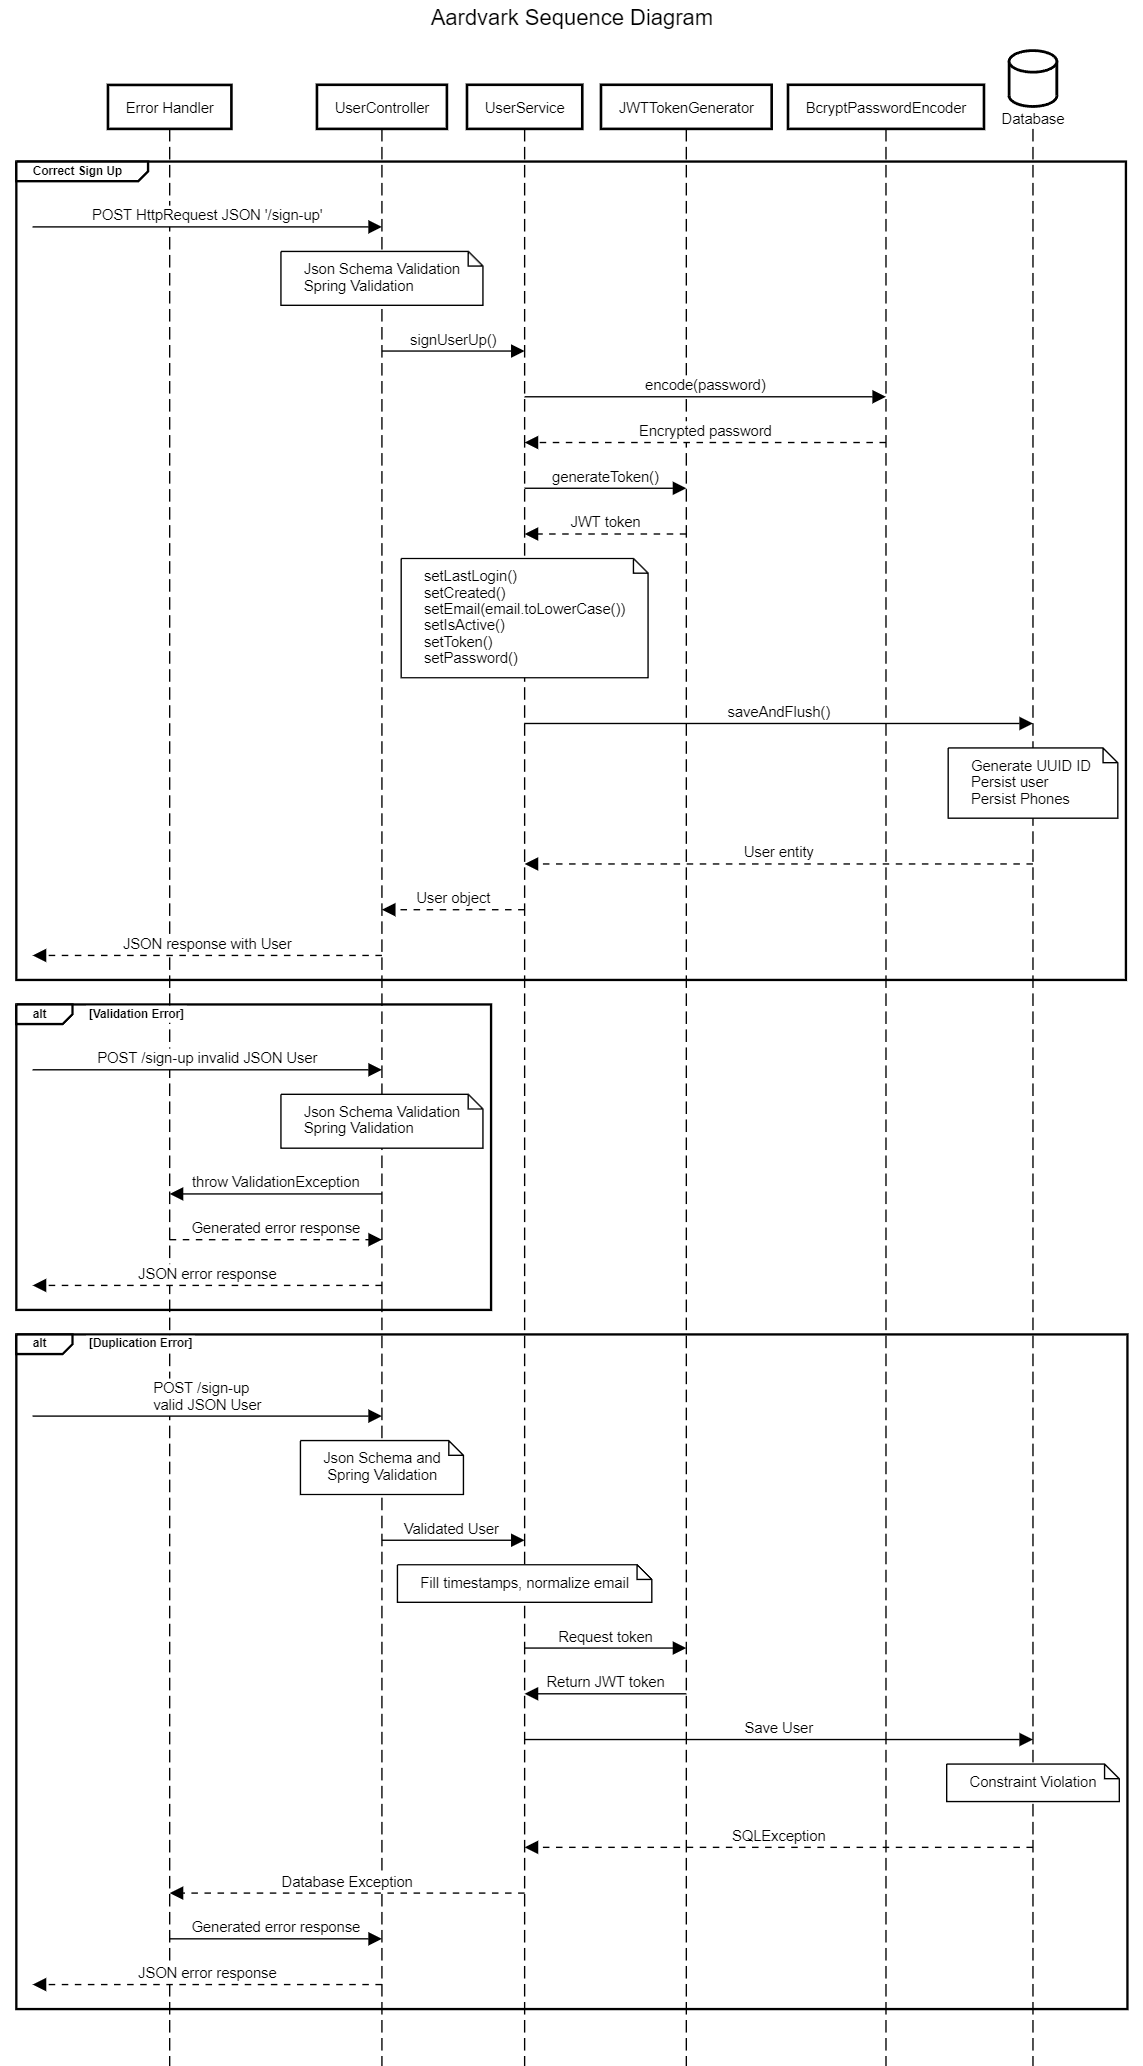 Aardvark Sequence Diagram
Error Handler
UserController
UserService
JWTTokenGenerator
BcryptPasswordEncoder
Database
Correct Sign Up
POST HttpRequest JSON '/sign-up'
Json Schema Validation
Spring Validation
signUserUp()
encode(password)
Encrypted password
generateToken()
JWT token
setLastLogin()
setCreated()
setEmail(email.toLowerCase())
setIsActive()
setToken()
setPassword()
saveAndFlush()
Generate UUID ID
Persist user
Persist Phones
User entity
User object
JSON response with User
alt
[Validation Error]
POST /sign-up invalid JSON User
Json Schema Validation
Spring Validation
throw ValidationException
Generated error response
JSON error response
alt
[Duplication Error]
POST /sign-up
valid JSON User
Json Schema and
Spring Validation
Validated User
Fill timestamps, normalize email
Request token
Return JWT token
Save User
Constraint Violation
SQLException
Database Exception
Generated error response
JSON error response